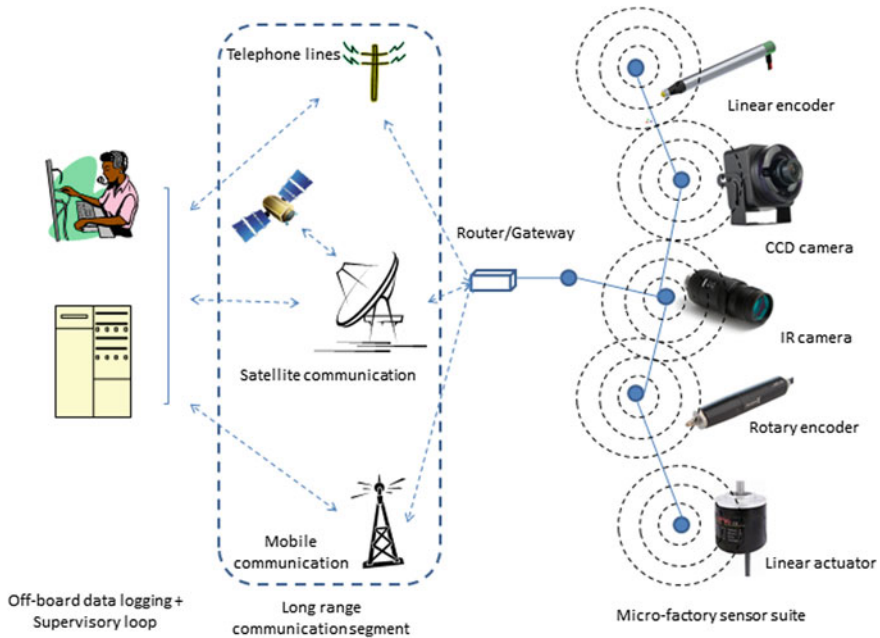 Telephone lines
Linear encoder
Router/Gateway
CCD camera
IR camera
Satellite communication
Rotary encoder
Mobile
communication
Linear actuator
Off-board data logging +
Supervisory loop
Long range
communication segment
Micro-factory sensor suite